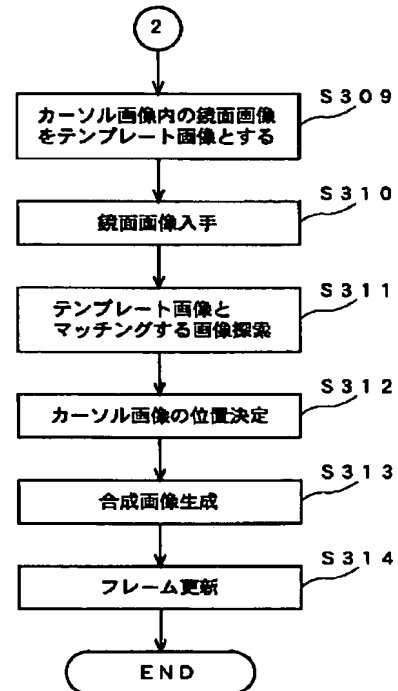 2
カーソル画像内の鏡面画像
をテンプレート画像とする
S309
鏡面画像入手
S310
テンプレート画像と
マッチングする画像探索
S311
カーソル画像の位置決定
S312
合成画像生成
S313
フレーム更新
S314
END